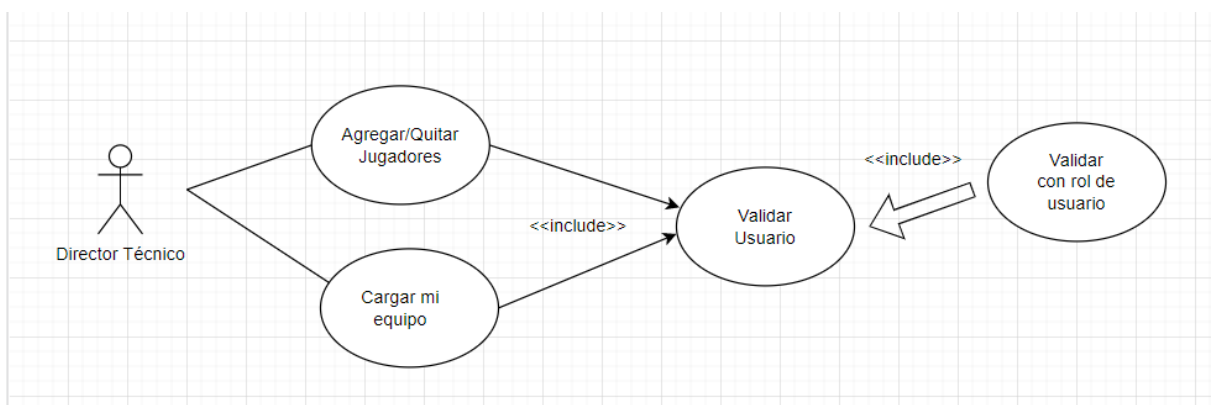 Agregar/Quitar
Jugadores
Director Técnico
<<include>>
Cargar mi
equipo
Validar
Usuario
<<include>>
Validar
con rol de
usuario